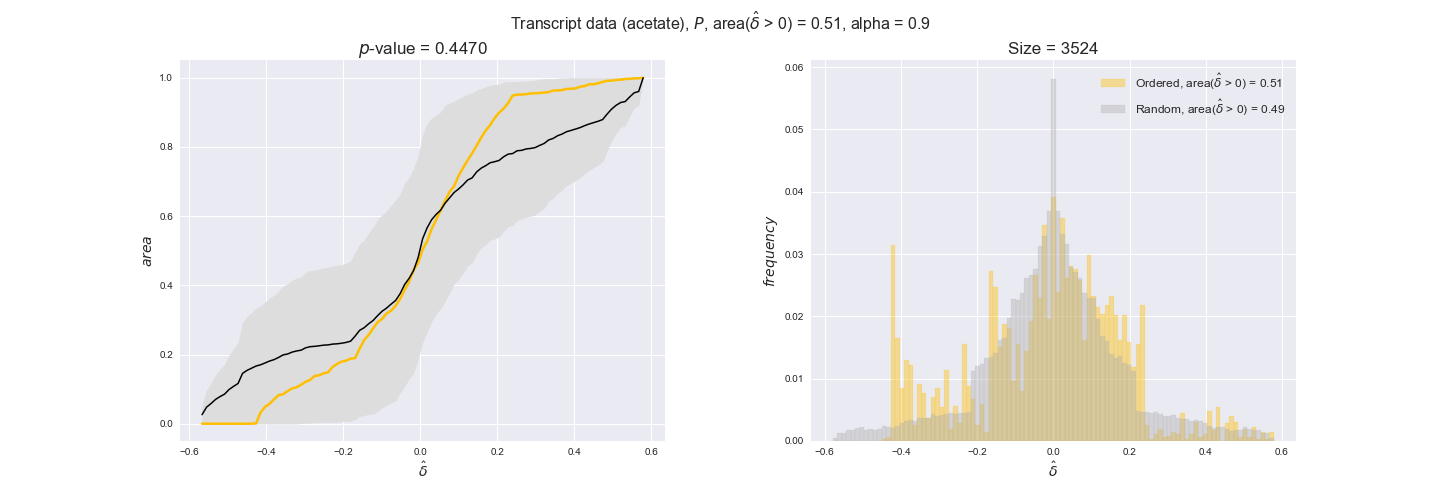 Transcript data (acetate), P, area(δ̂ > 0) = 0.51, alpha = 0.9
p-value = 0.4470
1.0
0.8
0.6
0.4
0.2
0.0
area
−0.6 −0.4 −0.2 0.0 0.2 0.4 0.6
δ̂
Size = 3524
Ordered, area(δ̂ > 0) = 0.51
Random, area(δ̂ > 0) = 0.49
0.06
0.05
0.04
0.03
0.02
0.01
0.00
frequency
−0.6 −0.4 −0.2 0.0 0.2 0.4 0.6
δ̂